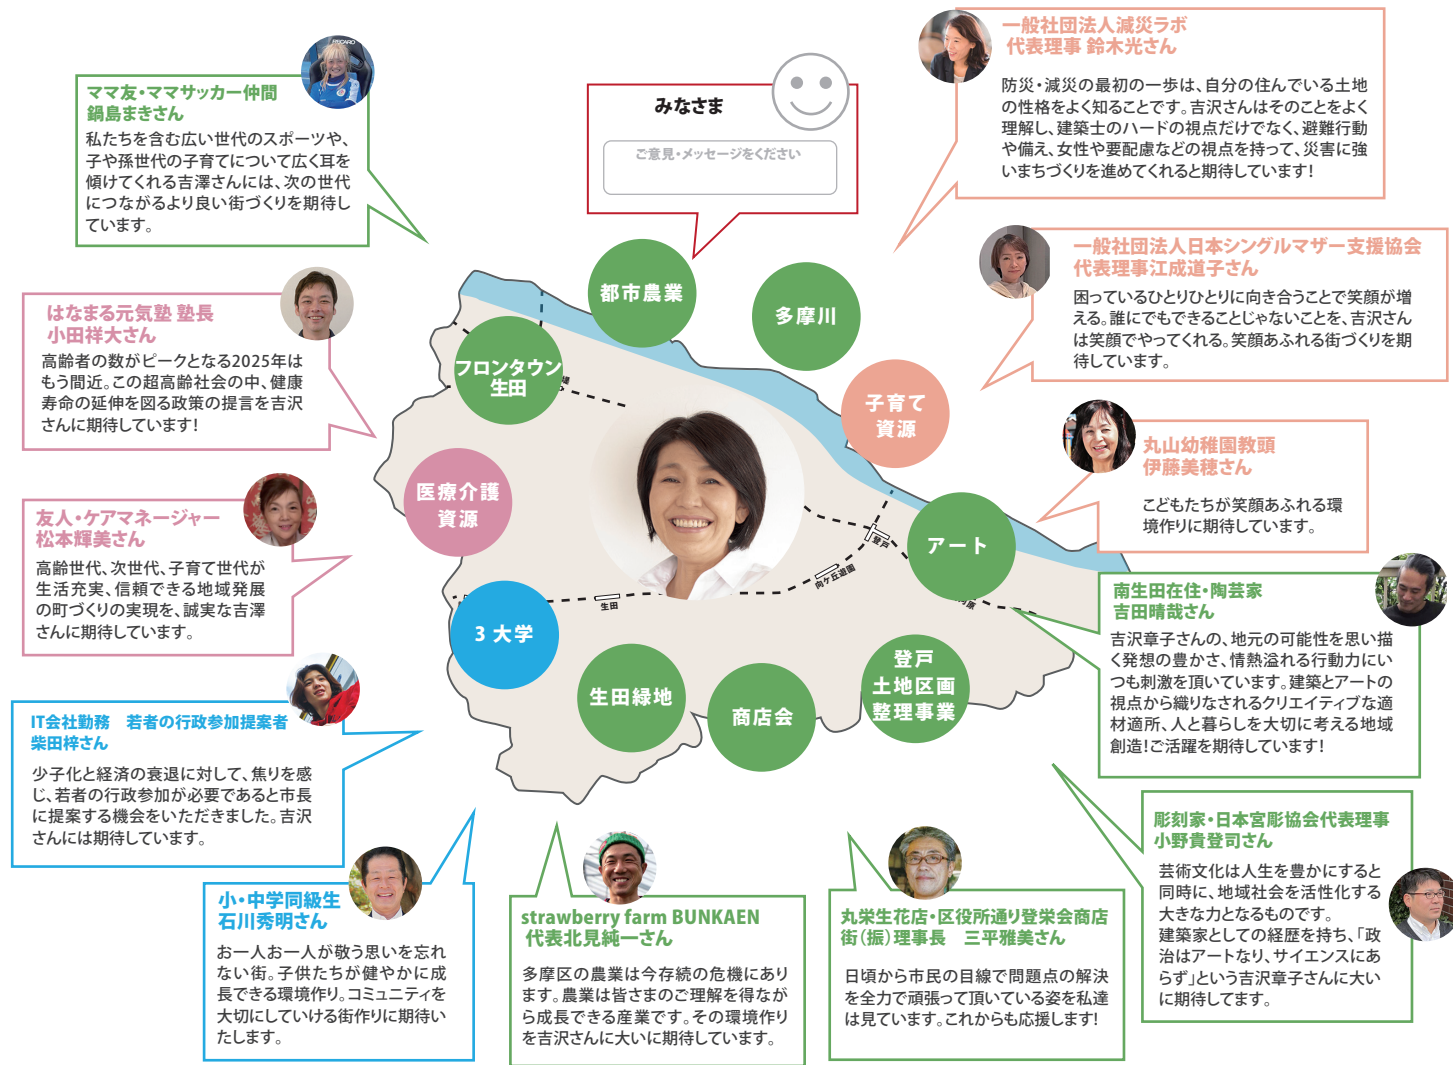 ママ友・ママサッカー仲間
鍋島まきさん
私たちを含む広い世代のスポーツや、
子や孫世代の子育てについて広く耳を
傾けてくれる吉澤さんには、次の世代
につながるより良い街づくりを期待し
ています。
みなさま
ご意見・メッセージをください
一般社団法人減災ラボ
代表理事 鈴木光さん
防災・減災の最初の一歩は、自分の住んでいる土地
の性格をよく知ることです。吉沢さんはそのことをよく
理解し、建築士のハードの視点だけでなく、避難行動
や備え、女性や要配慮などの視点を持って、災害に強
いまちづくりを進めてくれると期待しています！
一般社団法人日本シングルマザー支援協会
代表理事江成道子さん
困っているひとりひとりに向き合うことで笑顔が増
える。誰にでもできることじゃないことを、吉沢さん
は笑顔でやってくれる。笑顔あふれる街づくりを期
待しています。
はなまる元気塾 塾長
小田祥大さん
高齢者の数がピークとなる2025年は
もう間近。この超高齢社会の中、健康
寿命の延伸を図る政策の提言を吉沢
さんに期待しています！
丸山幼稚園教頭
伊藤美穂さん
こどもたちが笑顔あふれる環
境作りに期待しています。
友人・ケアマネージャー
松本輝美さん
高齢世代、次世代、子育て世代が
生活充実、信頼できる地域発展
の町づくりの実現を、誠実な吉澤
さんに期待しています。
都市農業
多摩川
フロンタウン
生田
子育て
資源
医療介護
資源
アート
登戸
向ケ丘遊園
生田
原
3 大学
生田緑地
商店会
登戸
土地区画
整理事業
南生田在住・陶芸家
吉田晴哉さん
吉沢章子さんの、地元の可能性を思い描
く発想の豊かさ、情熱溢れる行動力にい
つも刺激を頂いています。建築とアートの
視点から織りなされるクリエイティブな適
材適所、人と暮らしを大切に考える地域
創造！ご活躍を期待しています！
IT会社勤務　若者の行政参加提案者
柴田梓さん
少子化と経済の衰退に対して、焦りを感
じ、若者の行政参加が必要であると市長
に提案する機会をいただきました。吉沢
さんには期待しています。
彫刻家・日本宮彫協会代表理事
小野貴登司さん
芸術文化は人生を豊かにすると
同時に、地域社会を活性化する
大きな力となるものです。
建築家としての経歴を持ち、「政
治はアートなり、サイエンスにあ
らず」という吉沢章子さんに大い
に期待してます。
小・中学同級生
石川秀明さん
お一人お一人が敬う思いを忘れ
ない街。子供たちが健やかに成
長できる環境作り。コミュニティを
大切にしていける街作りに期待い
たします。
strawberry farm BUNKAEN
代表北見純一さん
多摩区の農業は今存続の危機にあり
ます。農業は皆さまのご理解を得なが
ら成長できる産業です。その環境作り
を吉沢さんに大いに期待しています。
丸栄生花店・区役所通り登栄会商店
街（振）理事長　三平雅美さん
日頃から市民の目線で問題点の解決
を全力で頑張って頂いている姿を私達
は見ています。これからも応援します！